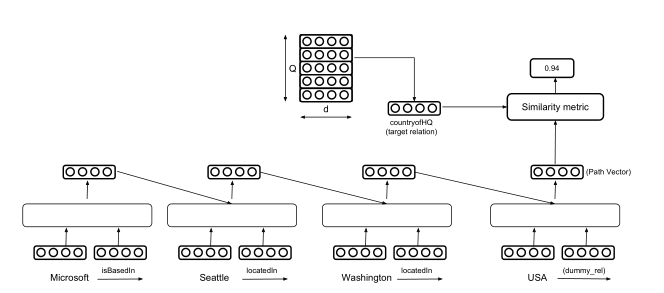 0.94
Q
Similarity metric
d
countryofHQ
(target relation)
(Path Vector)
Microsoft isBasedIn Seattle locatedIn Washington locatedIn USA (dummy_rel)